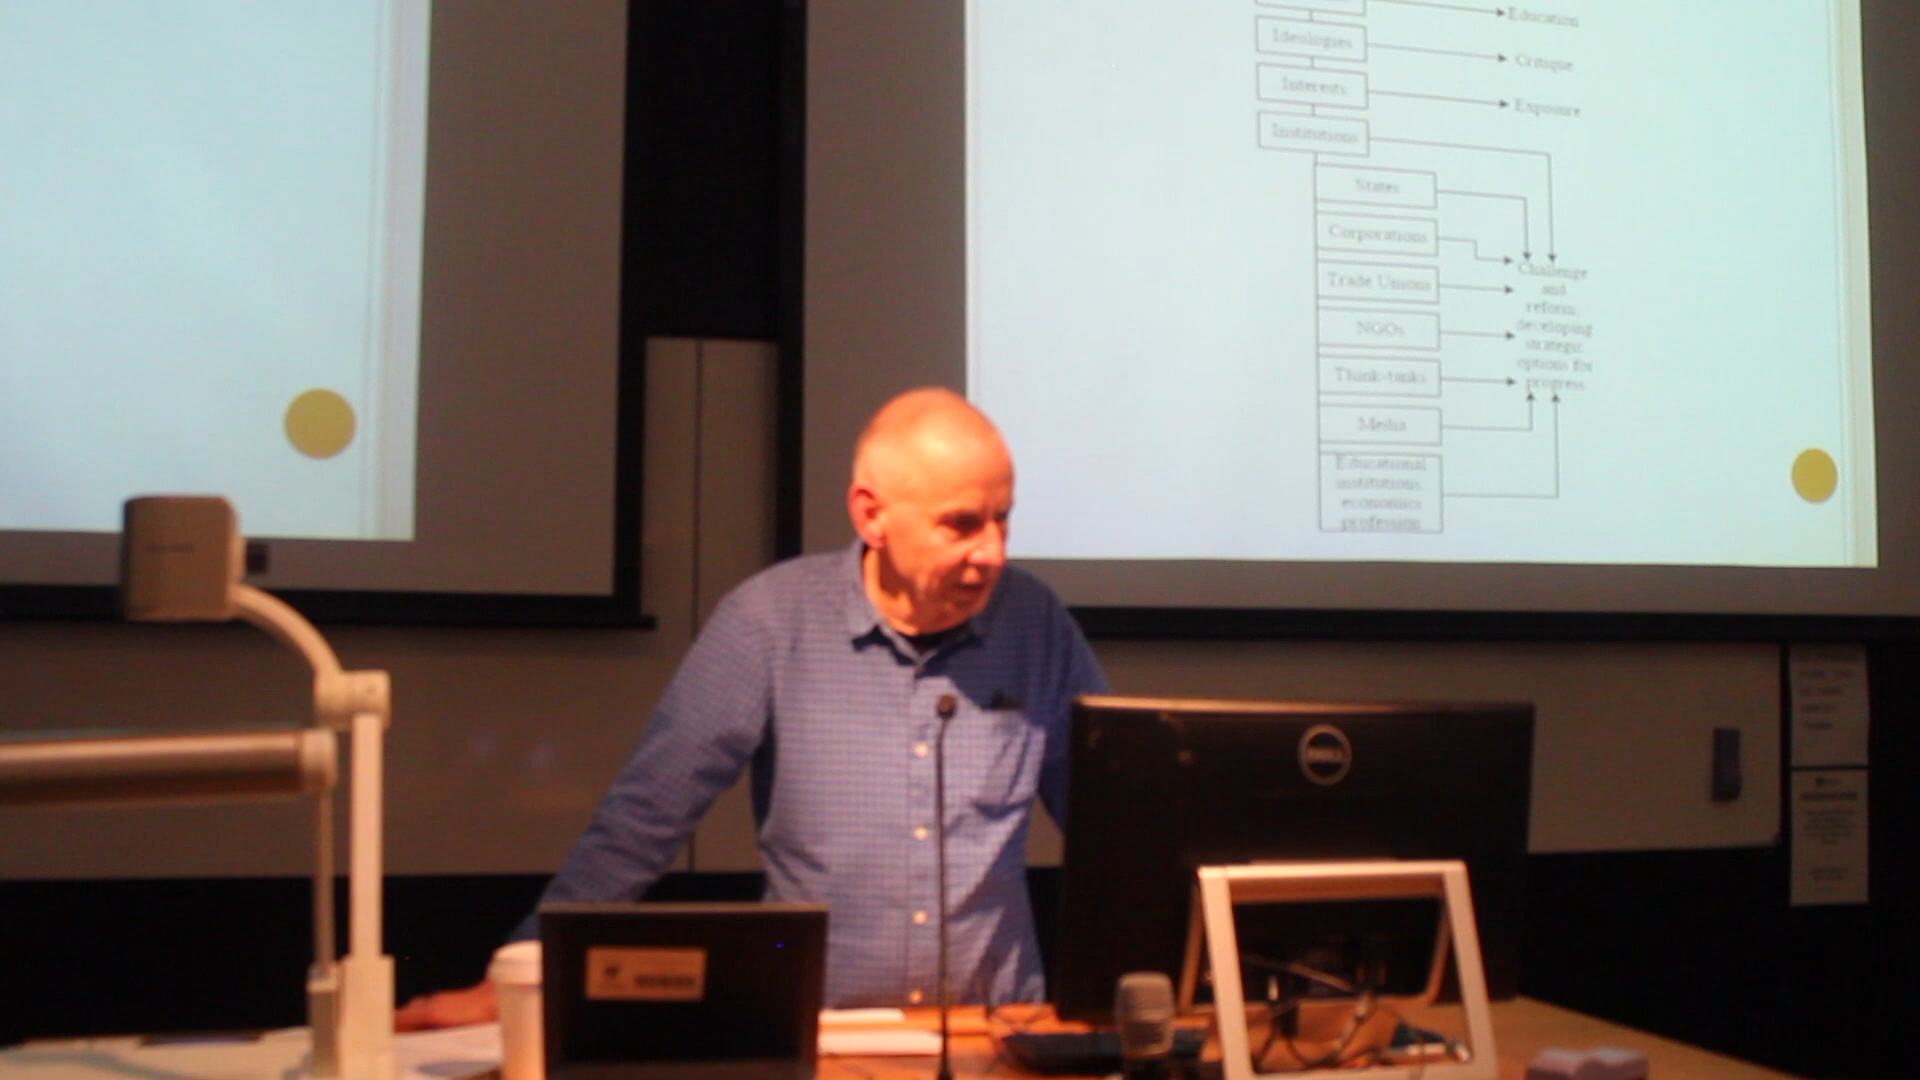 Education
Ideologies
Critique
Interests
Exposure
Institutions
States
Corporations
Trade Unions
NGOs
Think-tanks
Media
Educational
institutions:
economics
profession
Challenge
and
reform:
developing
strategic
options for
progress
DELL